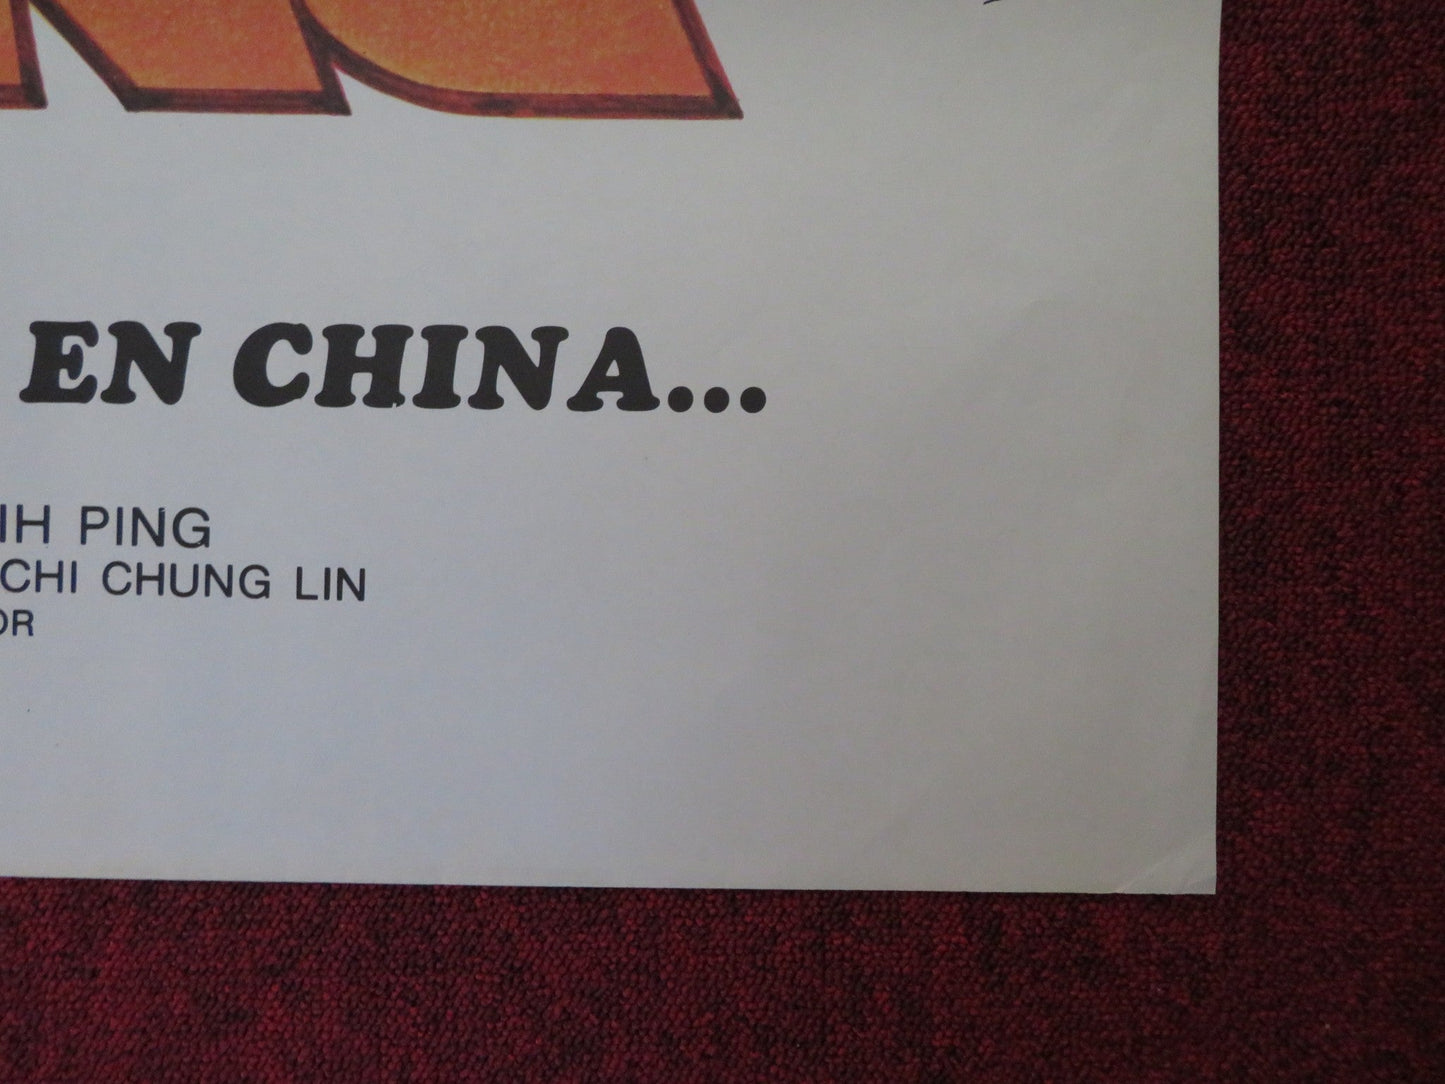 EN CHINA...
IH PING
CHI CHUNG LIN
OR